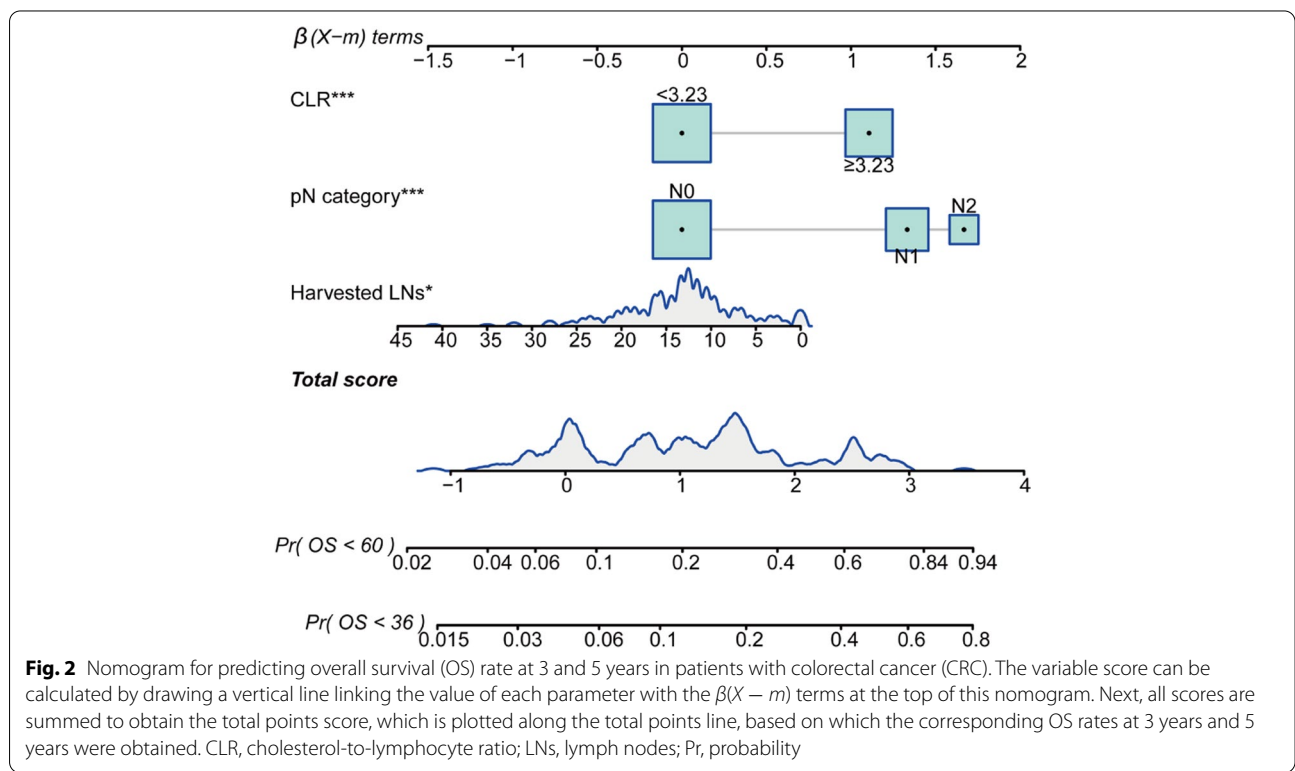 β(X−m) terms
−1.5 −1 −0.5 0 0.5 1 1.5 2
<3.23
CLR***
≥3.23
N0
pN category***
N2
N1
Harvested LNs*
45 40 35 30 25 20 15 10 5 0
Total score
−1 0 1 2 3 4
Pr( OS < 60 )
0.02 0.04 0.06 0.1 0.2 0.4 0.6 0.84 0.94
Pr( OS < 36 )
0.015 0.03 0.06 0.1 0.2 0.4 0.6 0.8
Fig. 2 Nomogram for predicting overall survival (OS) rate at 3 and 5 years in patients with colorectal cancer (CRC). The variable score can be
calculated by drawing a vertical line linking the value of each parameter with the β(X − m) terms at the top of this nomogram. Next, all scores are
summed to obtain the total points score, which is plotted along the total points line, based on which the corresponding OS rates at 3 years and 5
years were obtained. CLR, cholesterol-to-lymphocyte ratio; LNs, lymph nodes; Pr, probability